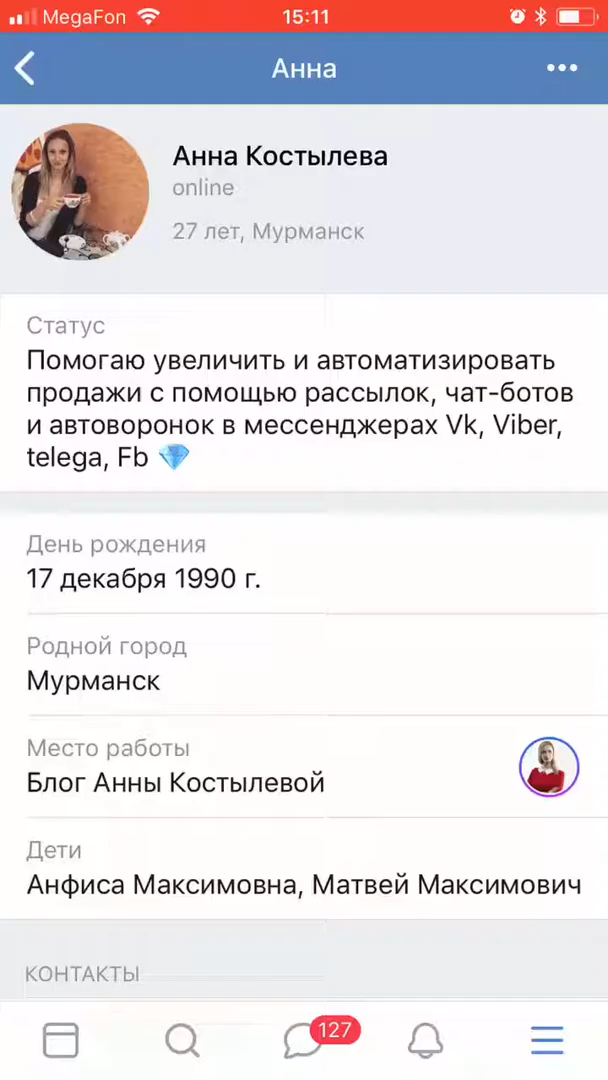 MegaFon 15:11
Анна
Анна Костылева
online
27 лет, Мурманск
Статус
Помогаю увеличить и автоматизировать
продажи с помощью рассылок, чат-ботов
и автоворонок в мессенджерах Vk, Viber,
telega, Fb
День рождения
17 декабря 1990 г.
Родной город
Мурманск
Место работы
Блог Анны Костылевой
Дети
Анфиса Максимовна, Матвей Максимович
КОНТАКТЫ
127